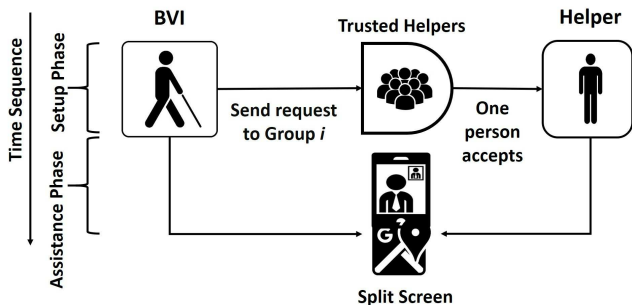 BVI
Trusted Helpers
Helper
Time Sequence
Setup Phase
Send request
to Group i
One
person
accepts
Assistance Phase
G
Split Screen